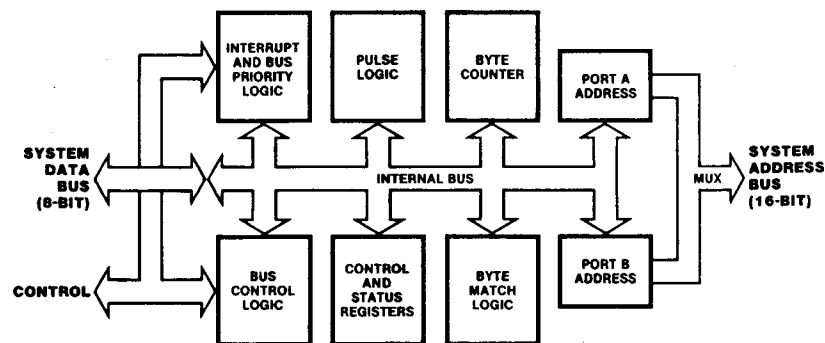 INTERRUPT
AND BUS
PRIORITY
LOGIC
PULSE
LOGIC
BYTE
COUNTER
PORT A
ADDRESS
SYSTEM
DATA
BUS
(8-BIT)
INTERNAL BUS
MUX
SYSTEM
ADDRESS
BUS
(16-BIT)
CONTROL
BUS
CONTROL
LOGIC
CONTROL
AND
STATUS
REGISTERS
BYTE
MATCH
LOGIC
PORT B
ADDRESS